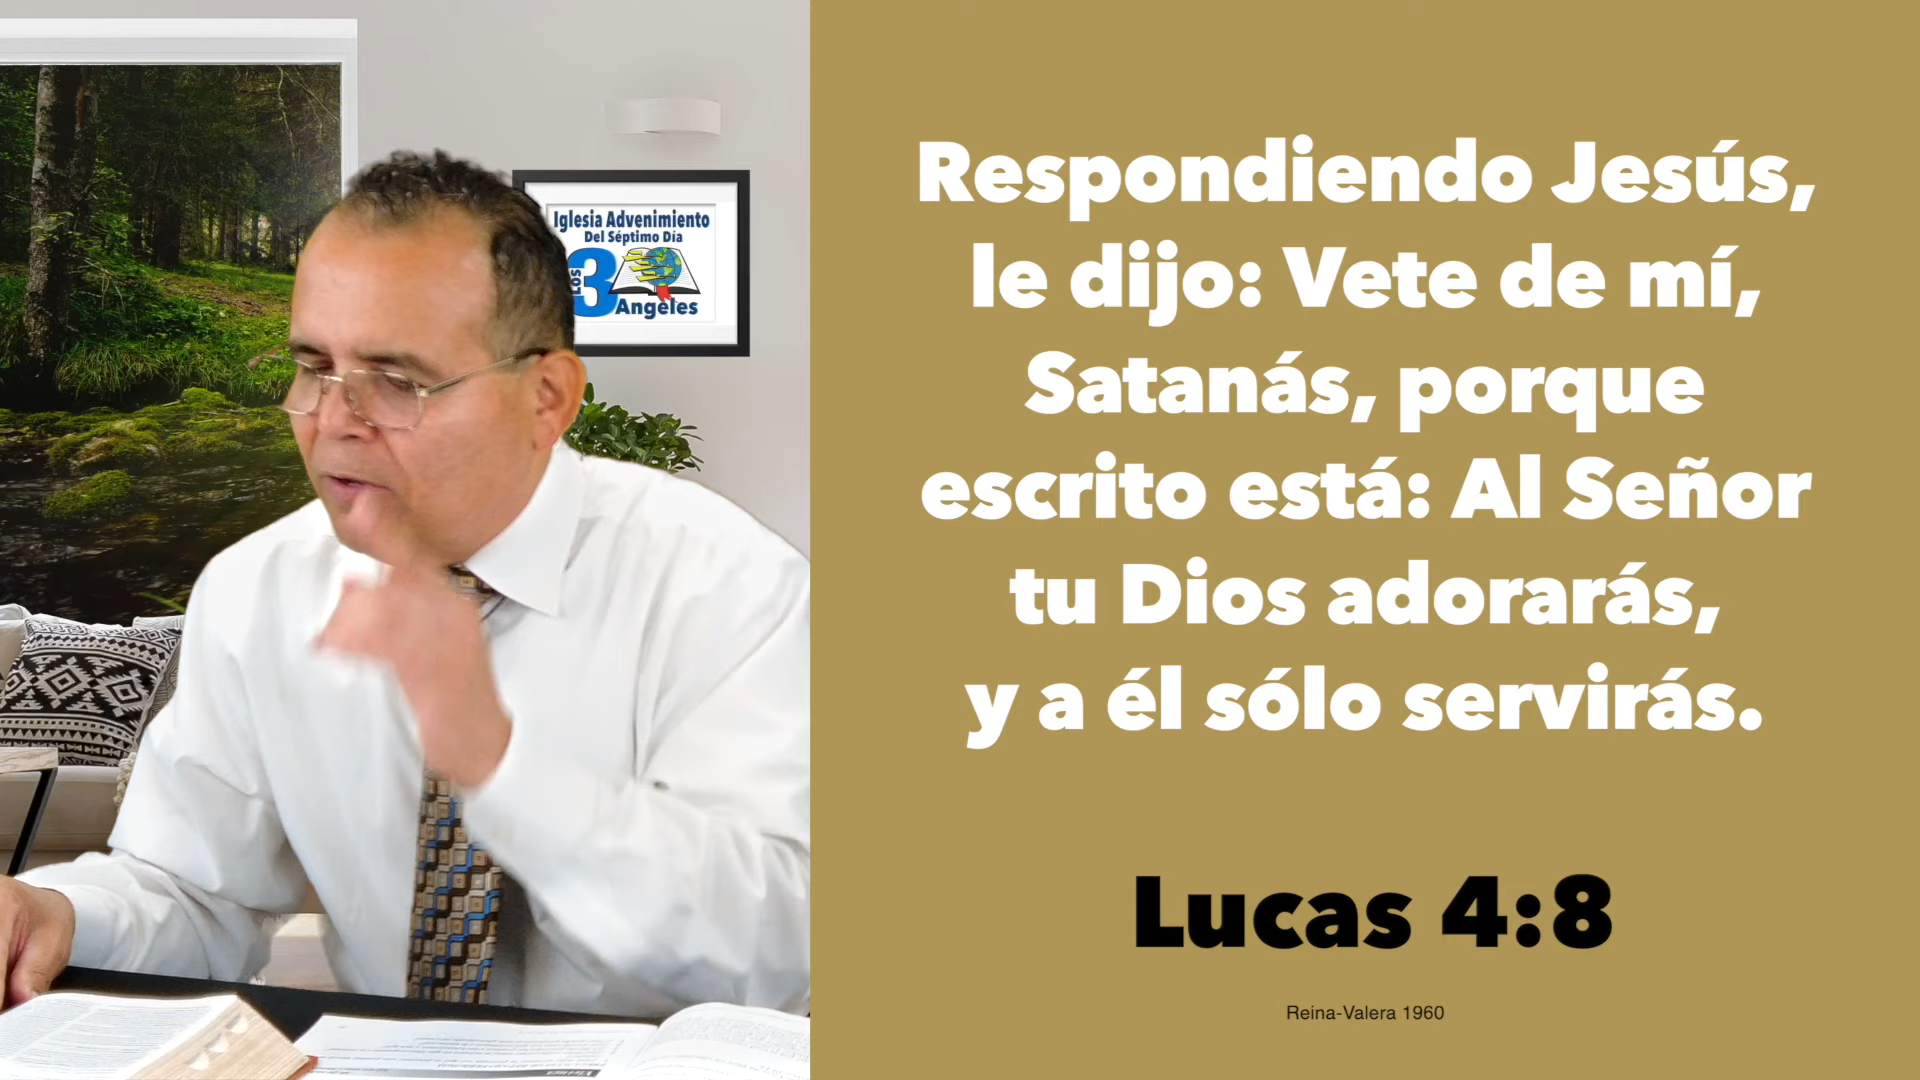 Iglesia Advenimiento
Del Séptimo Día
Los 3
Angeles
Respondiendo Jesús,
le dijo: Vete de mí,
Satanás, porque
escrito está: Al Señor
tu Dios adorarás,
y a él sólo servirás.
Lucas 4:8
Reina-Valera 1960